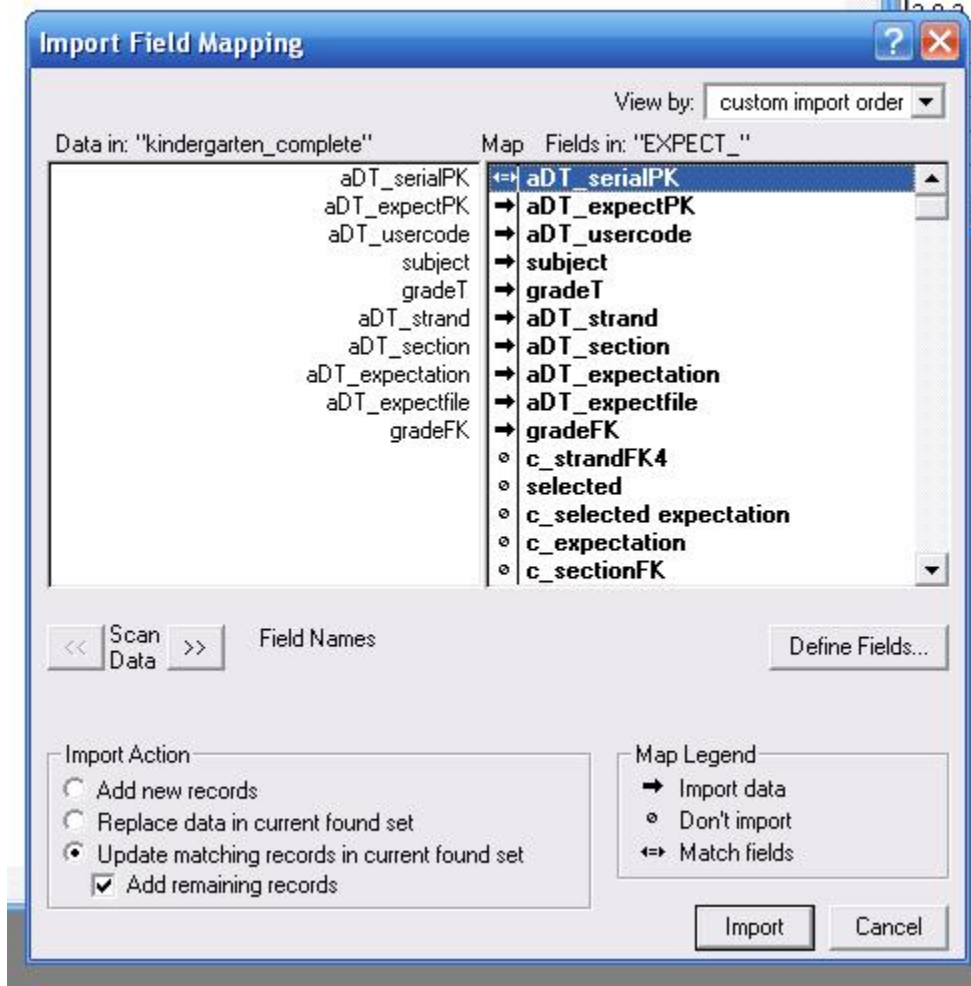 Import Field Mapping
View by: custom import order
Data in: "kindergarten_complete" Map Fields in: "EXPECT_"
aDT_serialPK aDT_serialPK
aDT_expectPK aDT_expectPK
aDT_usercode aDT_usercode
subject subject
gradeT gradeT
aDT_strand aDT_strand
aDT_section aDT_section
aDT_expectation aDT_expectation
aDT_expectfile aDT_expectfile
gradeFK gradeFK
c_strandFK4
selected
c_selected expectation
c_expectation
c_sectionFK
<< Scan Data >> Field Names Define Fields...
Import Action
Add new records
Replace data in current found set
Update matching records in current found set
Add remaining records
Map Legend
Import data
Don't import
Match fields
Import Cancel